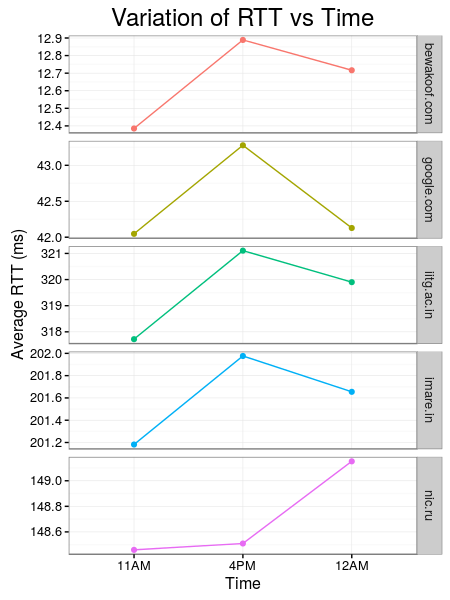 Variation of RTT vs Time
Average RTT (ms)
12.9
12.8
12.7
12.6
12.5
12.4
bewakoof.com
43.0
42.5
42.0
google.com
321
320
319
318
iitg.ac.in
202.0
201.8
201.6
201.4
201.2
imare.in
149.0
148.8
148.6
nic.ru
11AM 4PM 12AM
Time